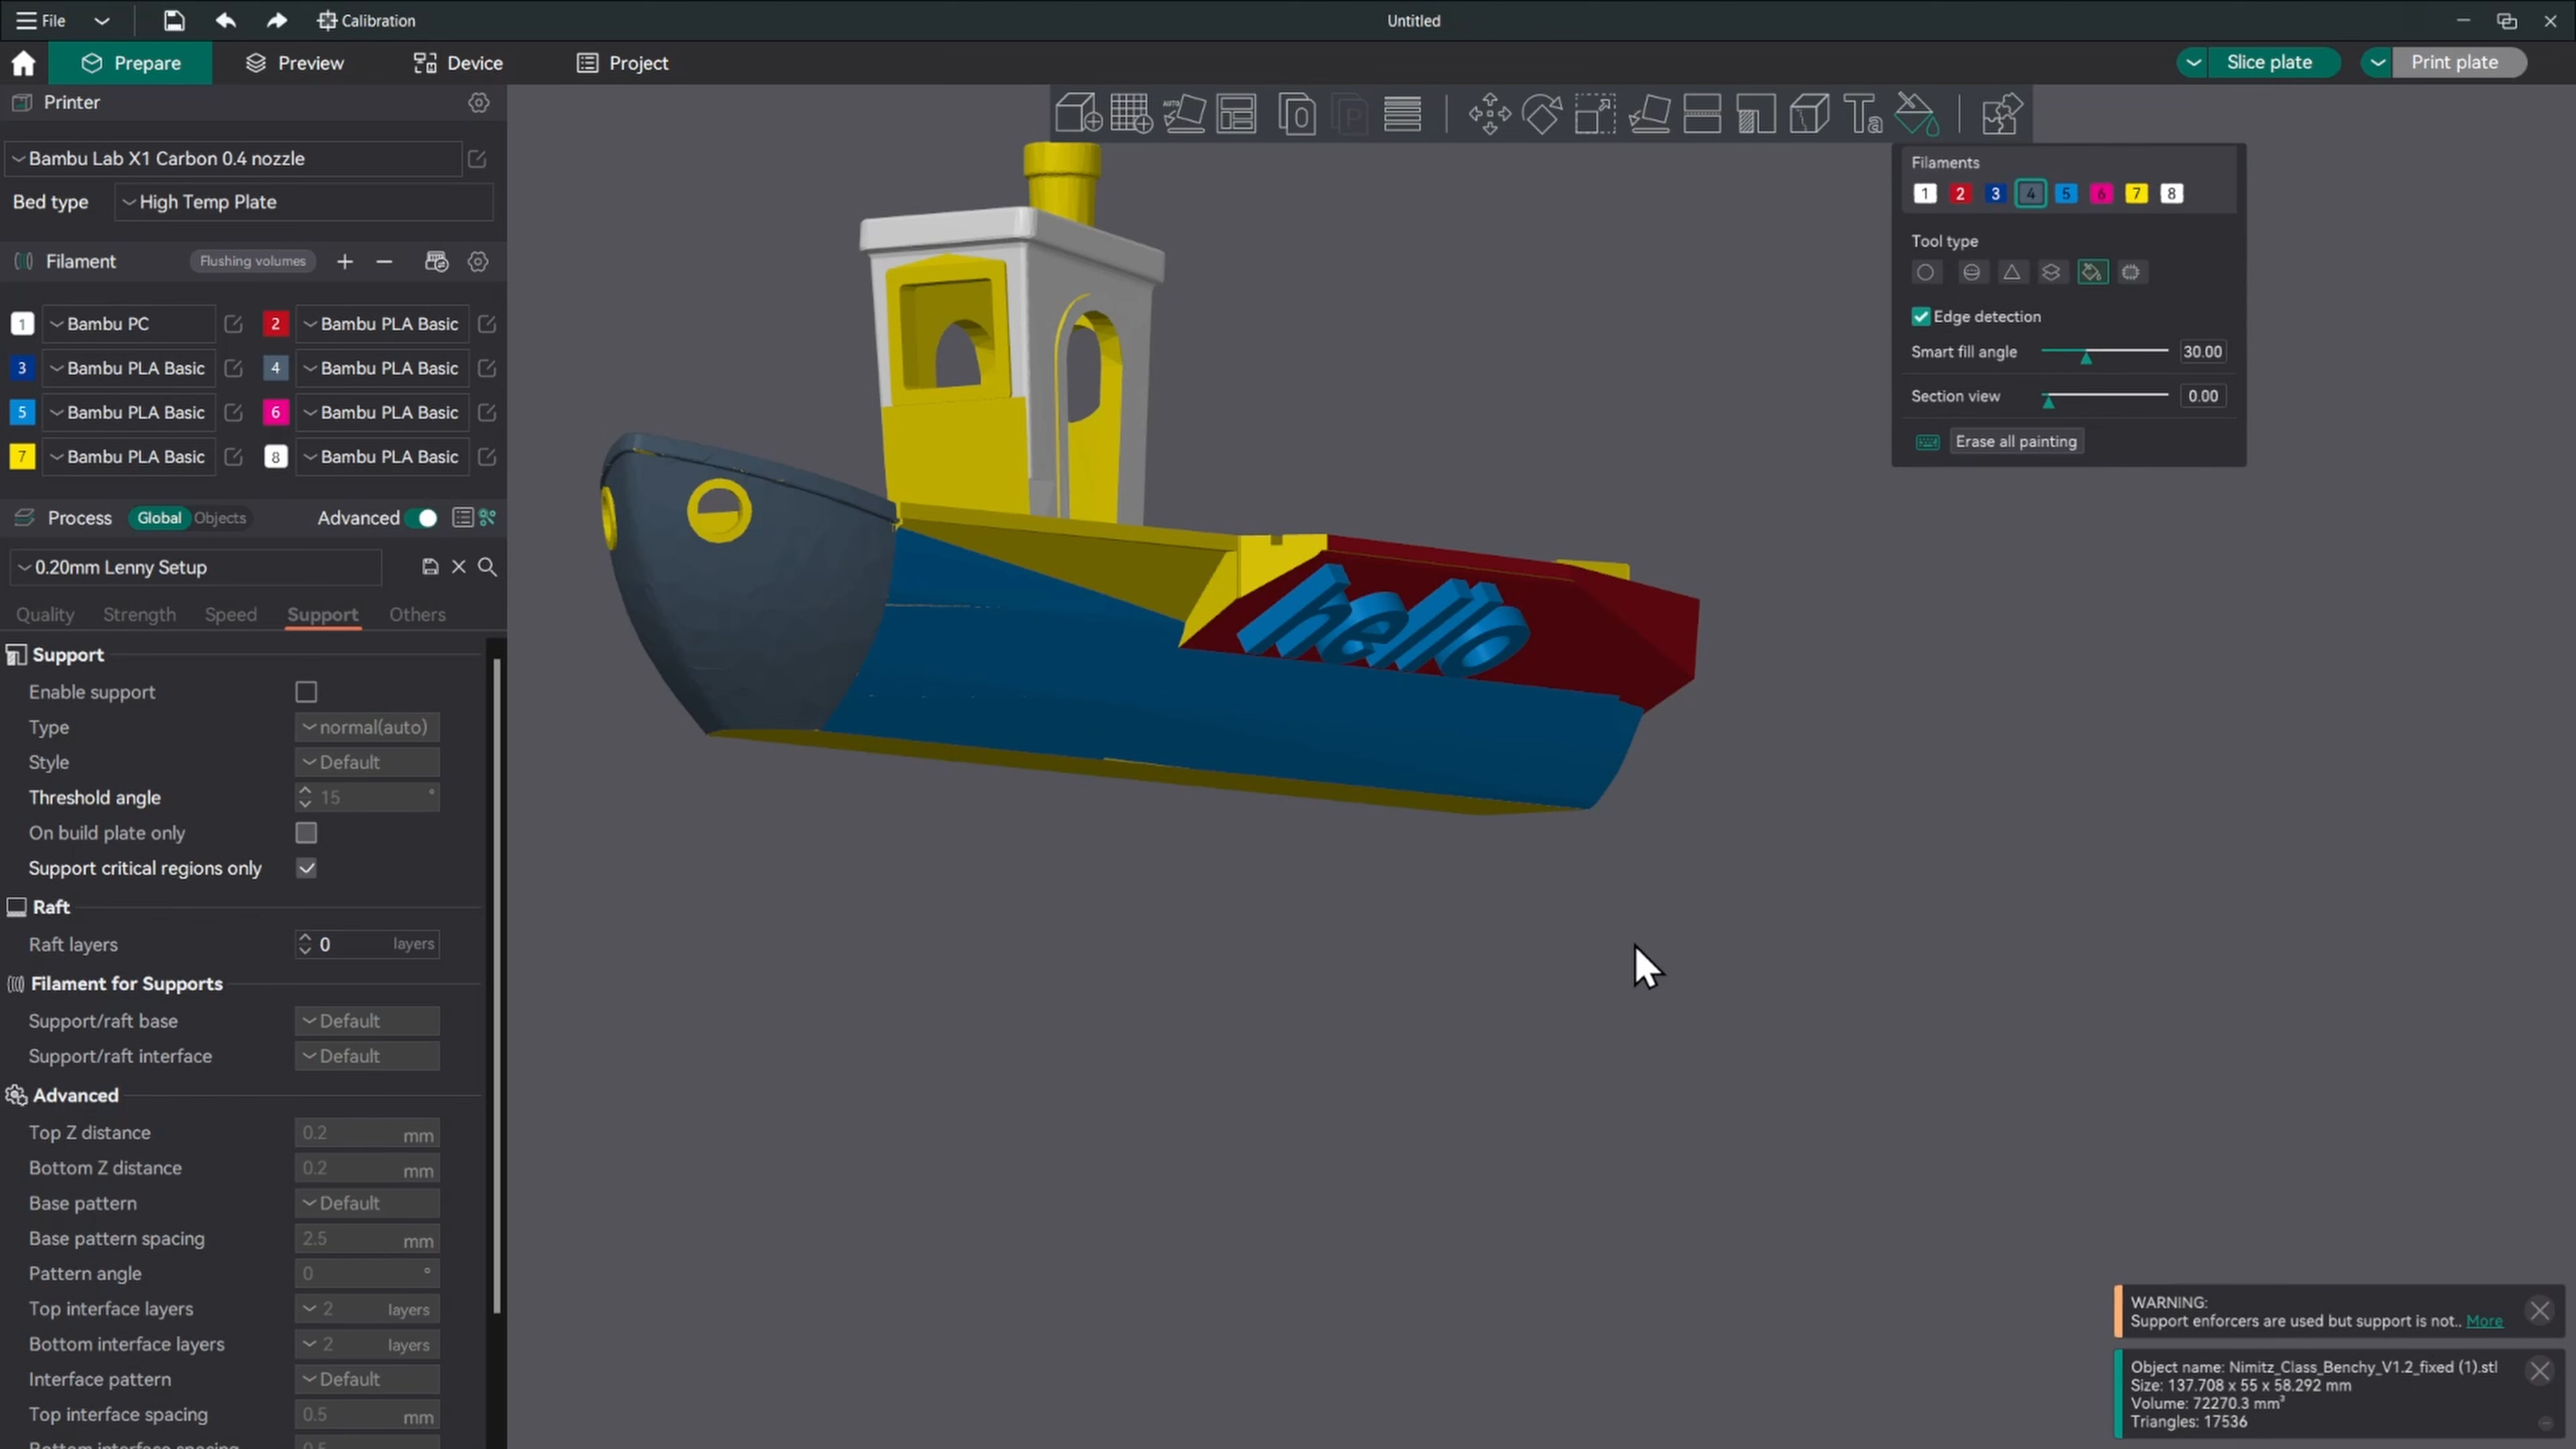 File Calibration Untitled
Prepare Preview Device Project Slice plate Print plate
Printer
Bambu Lab X1 Carbon 0.4 nozzle
Bed type High Temp Plate
Filament Flushing volumes
1 Bambu PC 2 Bambu PLA Basic
3 Bambu PLA Basic 4 Bambu PLA Basic
5 Bambu PLA Basic 6 Bambu PLA Basic
7 Bambu PLA Basic 8 Bambu PLA Basic
Process Global Objects Advanced
0.20mm Lenny Setup
Quality Strength Speed Support Others
Support
Enable support
Type normal(auto)
Style Default
Threshold angle 15 °
On build plate only
Support critical regions only
Raft
Raft layers 0 layers
Filament for Supports
Support/raft base Default
Support/raft interface Default
Advanced
Top Z distance 0.2 mm
Bottom Z distance 0.2 mm
Base pattern Default
Base pattern spacing 2.5 mm
Pattern angle 0 °
Top interface layers 2 layers
Bottom interface layers 2 layers
Interface pattern Default
Top interface spacing 0.5 mm
Bottom interface spacing 0.5
AUTO O P Ta
Filaments
1 2 3 4 5 6 7 8
Tool type
Edge detection
Smart fill angle 30.00
Section view 0.00
Erase all painting
hello
WARNING:
Support enforcers are used but support is not.. More
Object name: Nimitz_Class_Benchy_V1.2_fixed (1).stl
Size: 137.708 x 55 x 58.292 mm
Volume: 72270.3 mm³
Triangles: 17536